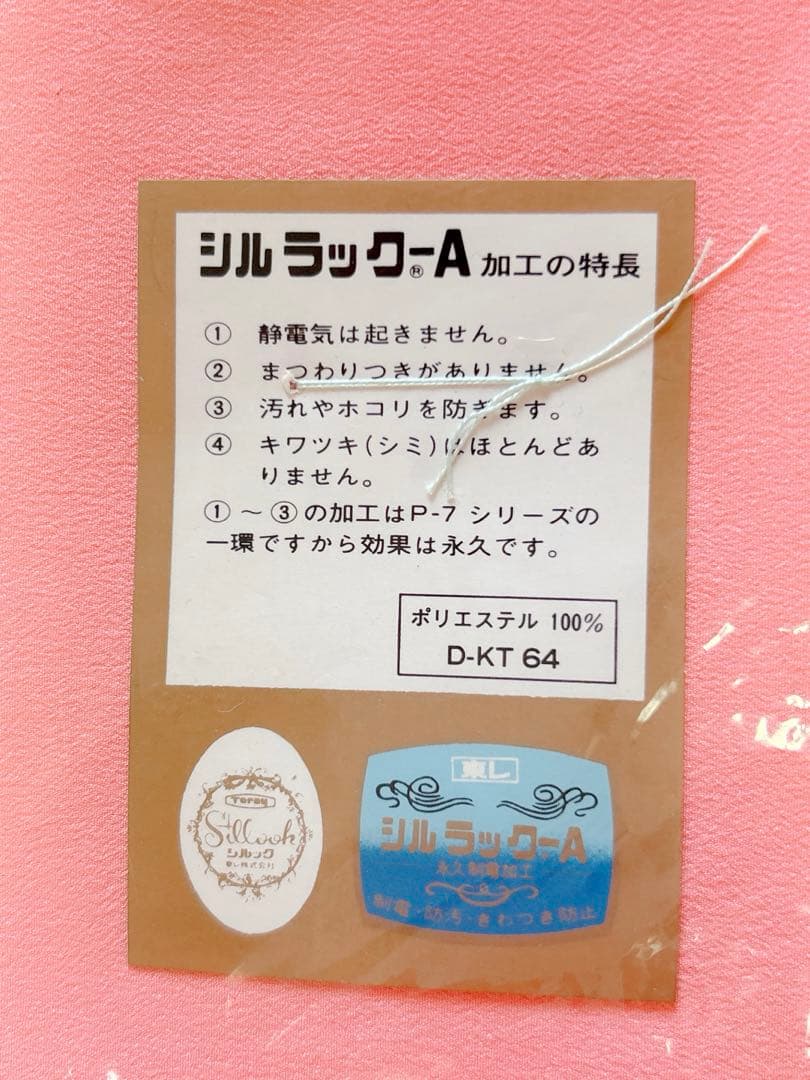 シルラックーA® 加工の特長
① 静電気は起きません。
② まつわりつきがありません。
③ 汚れやホコリを防ぎます。
④ キワツキ(シミ)はほとんどあ
りません。
①～③の加工はP-7 シリーズの
一環ですから効果は永久です。
ポリエステル 100%
D-KT 64
Toray
Sillook
シルック
東レ株式会社
東レ
シルラックーA
永久制電加工
制電・防汚・きわつき防止